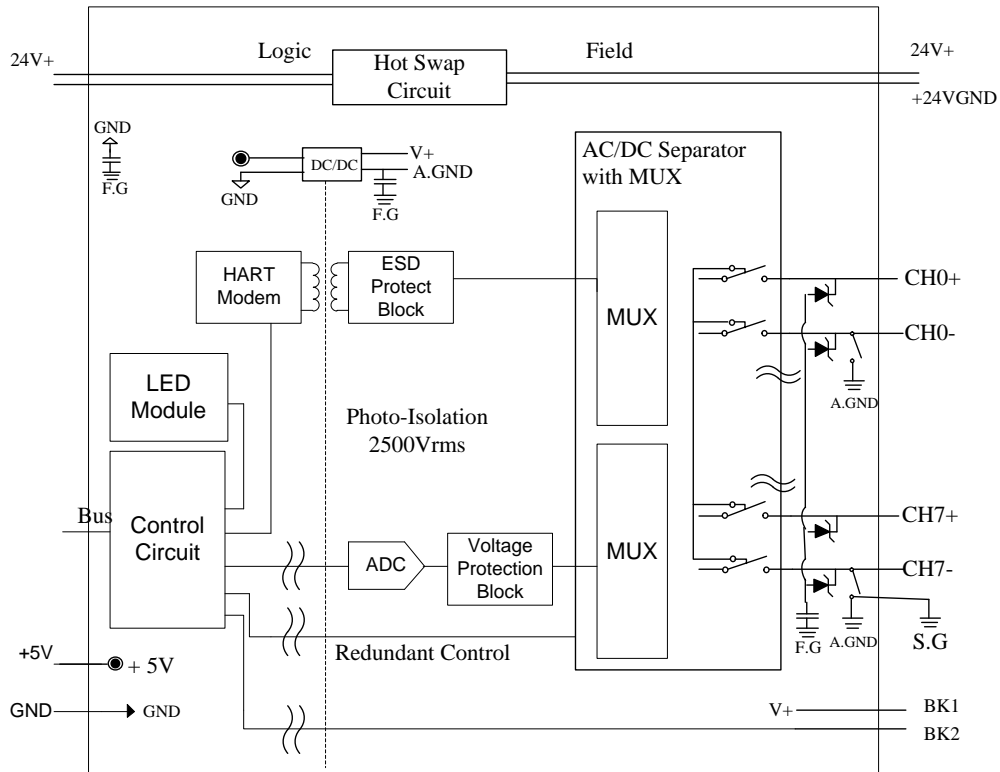 24V+
Logic
Hot Swap
Circuit
Field
24V+
+24VGND
GND
F.G
GND
DC/DC
V+
A.GND
F.G
AC/DC Separator
with MUX
HART
Modem
ESD
Protect
Block
MUX
CH0+
CH0-
A.GND
LED
Module
Photo-Isolation
2500Vrms
Bus
Control
Circuit
ADC
Voltage
Protection
Block
MUX
CH7+
CH7-
F.G
A.GND
S.G
Redundant Control
+5V
+ 5V
GND
GND
V+
BK1
BK2